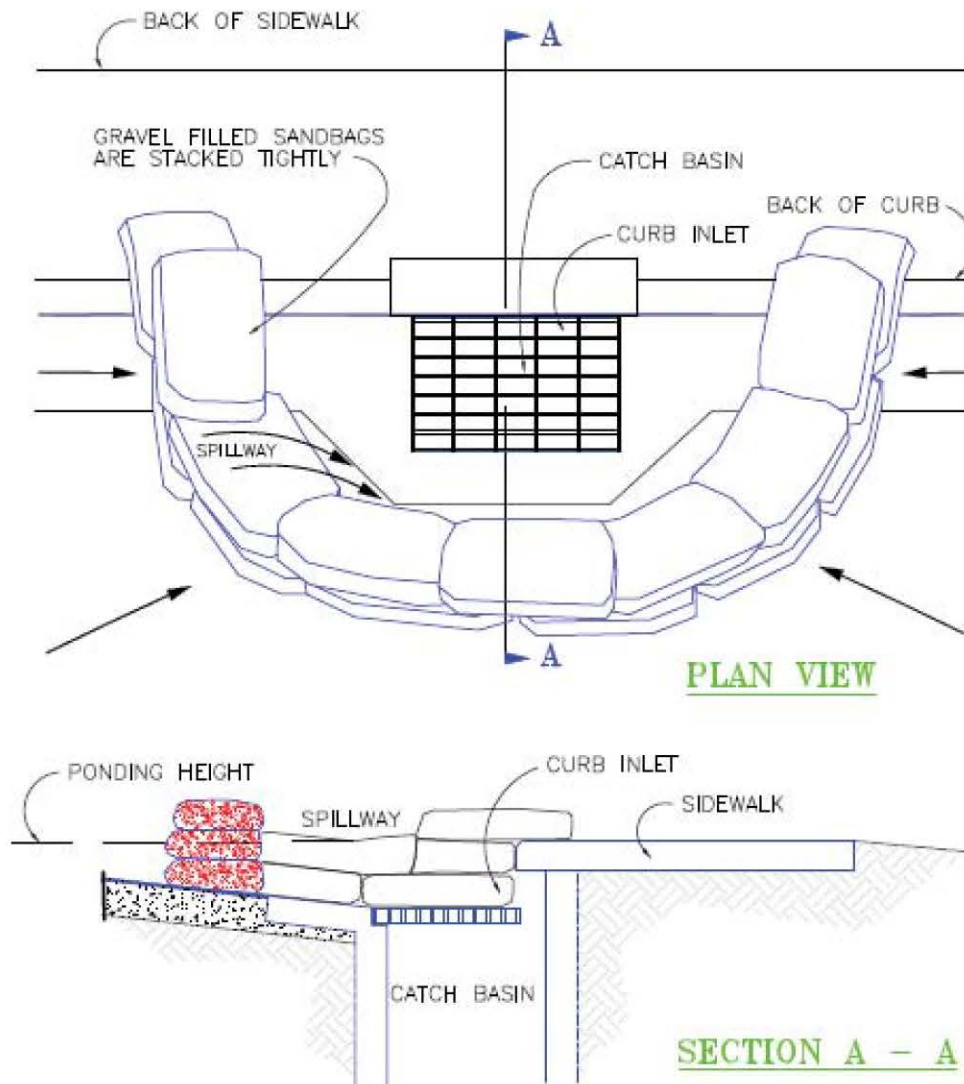 BACK OF SIDEWALK
A
GRAVEL FILLED SANDBAGS
ARE STACKED TIGHTLY
CATCH BASIN
BACK OF CURB
CURB INLET
SPILLWAY
A
PLAN VIEW
PONDING HEIGHT
CURB INLET
SPILLWAY
SIDEWALK
CATCH BASIN
SECTION A - A